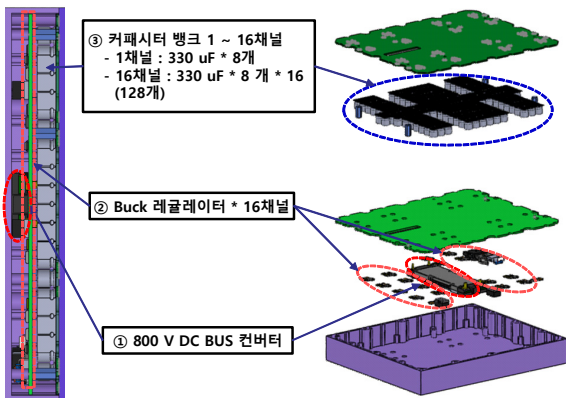 ③ 커패시터 뱅크 1 ~ 16채널
- 1채널 : 330 uF * 8개
- 16채널 : 330 uF * 8 개 * 16
(128개)
② Buck 레귤레이터 * 16채널
① 800 V DC BUS 컨버터